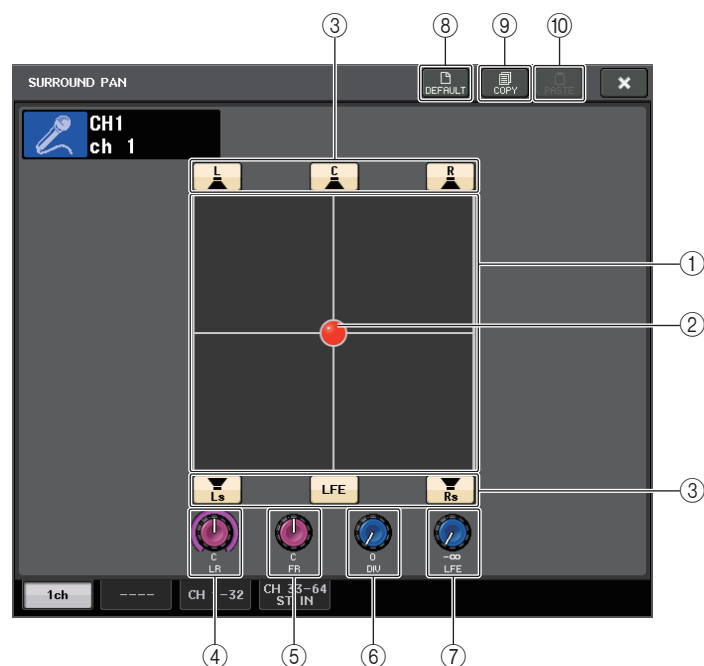 ③ ⑧ ⑨ ⑩
SURROUND PAN
DEFAULT
COPY
PASTE
CH1
ch 1
L C R
①
②
Ls LFE Rs
③
C 
LR
C
FR
0
DIV
-∞
LFE
1ch
----
CH -32
CH 33-64
ST IN
④ ⑤ ⑥ ⑦